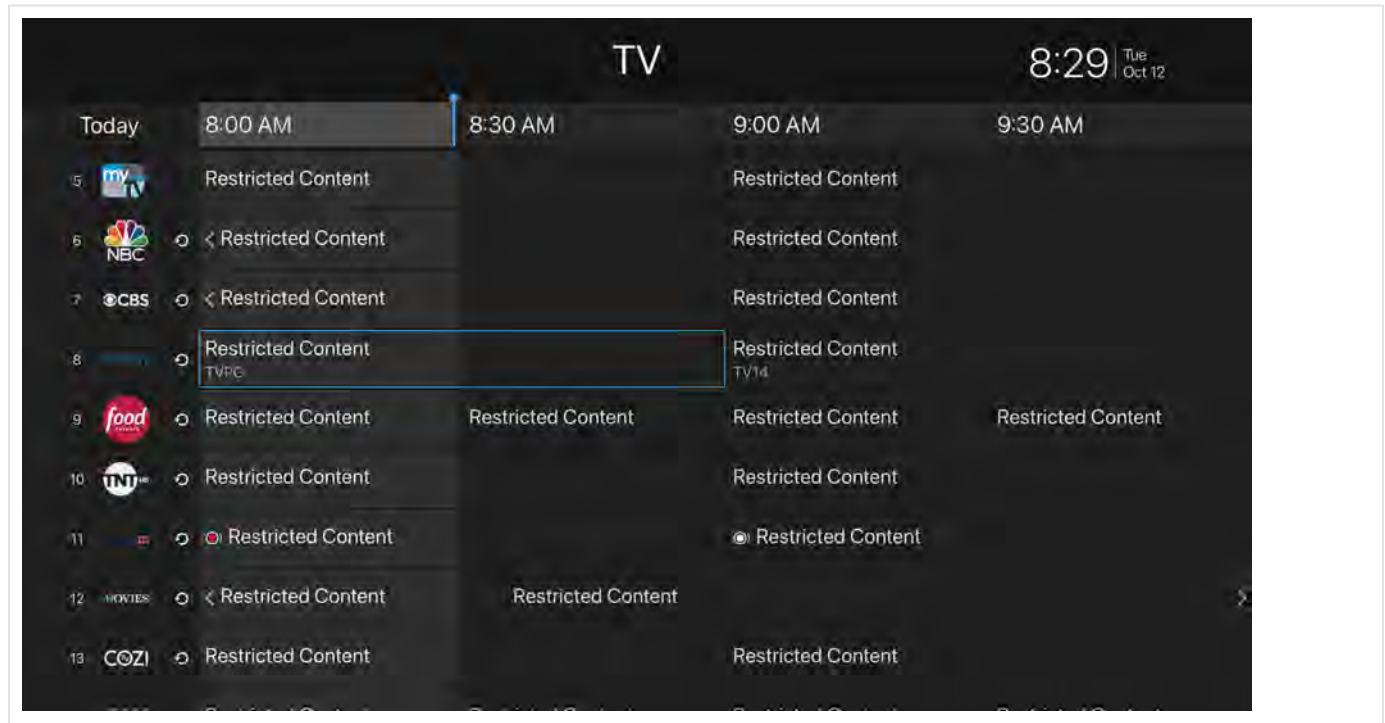 TV
8:29 Tue
Oct 12
Today 8:00 AM 8:30 AM 9:00 AM 9:30 AM
5 my TV Restricted Content Restricted Content
6 NBC < Restricted Content Restricted Content
7 CBS < Restricted Content Restricted Content
8 Restricted Content Restricted Content
TVPG TV14
9 food Restricted Content Restricted Content Restricted Content Restricted Content
10 TNT HD Restricted Content Restricted Content
11 Restricted Content Restricted Content
12 MOVIES < Restricted Content Restricted Content >
13 COZI Restricted Content Restricted Content